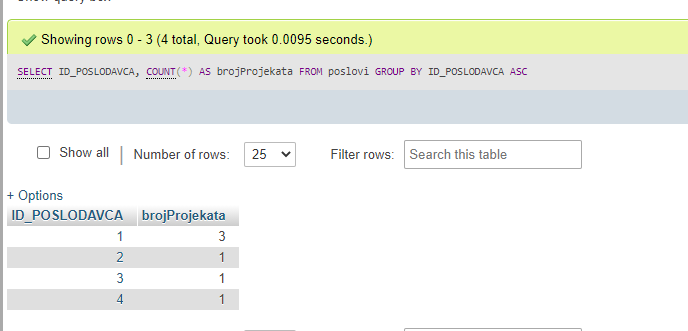 Showing rows 0 - 3 (4 total, Query took 0.0095 seconds.)
SELECT ID_POSLODAVCA, COUNT(*) AS brojProjekata FROM poslovi GROUP BY ID_POSLODAVCA ASC
Show all | Number of rows: 25 Filter rows: Search this table
+ Options
ID_POSLODAVCA brojProjekata
1 3
2 1
3 1
4 1